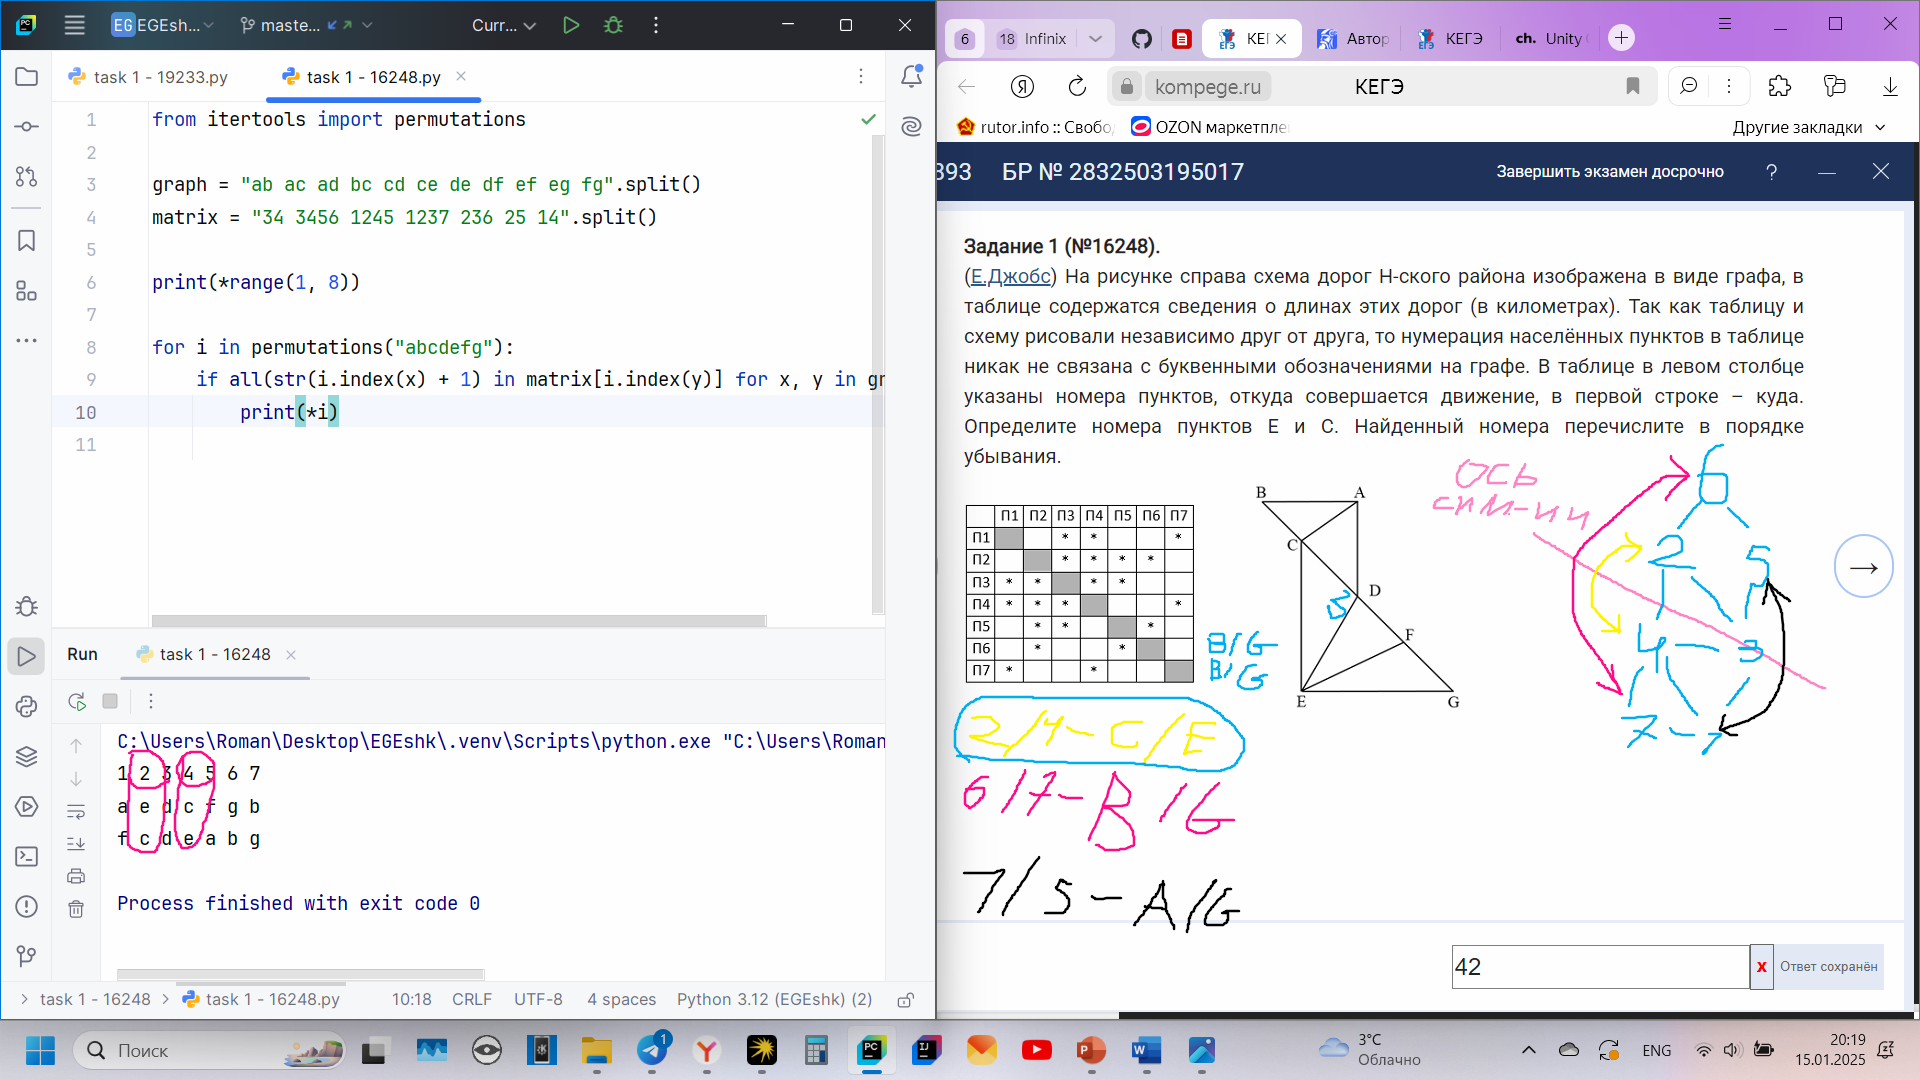 EG EGEsh...
maste...
Curr...
task 1 - 19233.py
task 1 - 16248.py
1 from itertools import permutations
2
3 graph = "ab ac ad bc cd ce de df ef eg fg".split()
4 matrix = "34 3456 1245 1237 236 25 14".split()
5
6 print(*range(1, 8))
7
8 for i in permutations("abcdefg"):
9 if all(str(i.index(x) + 1) in matrix[i.index(y)] for x, y in gr
10 print(*i)
11
Run
task 1 - 16248
C:\Users\Roman\Desktop\EGEshk\.venv\Scripts\python.exe "C:\Users\Roman
1 2 3 4 5 6 7
a e d c f g b
f c d e a b g
Process finished with exit code 0
task 1 - 16248
task 1 - 16248.py
10:18
CRLF
UTF-8
4 spaces
Python 3.12 (EGEshk) (2)
6
18 Infinix
КЕГ
Автор
КЕГЭ
ch. Unity
kompege.ru
КЕГЭ
rutor.info :: Свобо
OZON маркетпле
Другие закладки
393
БР № 2832503195017
Завершить экзамен досрочно
?
Задание 1 (№16248).
(Е.Джобс) На рисунке справа схема дорог Н-ского района изображена в виде графа, в
таблице содержатся сведения о длинах этих дорог (в километрах). Так как таблицу и
схему рисовали независимо друг от друга, то нумерация населённых пунктов в таблице
никак не связана с буквенными обозначениями на графе. В таблице в левом столбце
указаны номера пунктов, откуда совершается движение, в первой строке – куда.
Определите номера пунктов E и C. Найденный номера перечислите в порядке
убывания.
П1 П2 П3 П4 П5 П6 П7
П1 * * *
П2 * * * *
П3 * * * *
П4 * * * *
П5 * * *
П6 * *
П7 * *
B A
C
D
3
F
E G
B/G
B/G
ОСЬ
СИМ-ИИ
6
2 5
4 3
7 1
2/4 - C/E
6/7 - B/G
7/5 - A/G
42
x
Ответ сохранён
Поиск
1
3°C
Облачно
ENG
20:19
15.01.2025